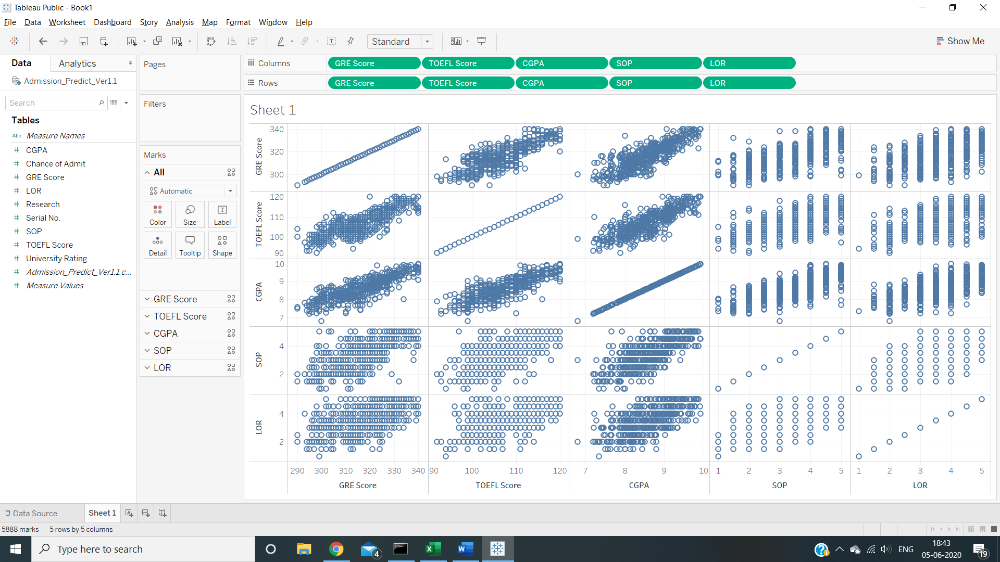 Tableau Public - Book1
File Data Worksheet Dashboard Story Analysis Map Format Window Help
Standard
Show Me
Data Analytics
Admission_Predict_Ver1.1
Search
Tables
Abc Measure Names
CGPA
Chance of Admit
GRE Score
LOR
Research
Serial No.
SOP
TOEFL Score
University Rating
Admission_Predict_Ver1.1.c...
Measure Values
Pages
Filters
Marks
All
Automatic
Color Size Label
Detail Tooltip Shape
GRE Score
TOEFL Score
CGPA
SOP
LOR
Columns GRE Score TOEFL Score CGPA SOP LOR
Rows GRE Score TOEFL Score CGPA SOP LOR
Sheet 1
GRE Score
340
320
300
TOEFL Score
120
110
100
90
CGPA
10
9
8
7
SOP
4
2
LOR
4
2
290 300 310 320 330 340 90 100 110 120 7 8 9 10 1 2 3 4 5 1 2 3 4 5
GRE Score TOEFL Score CGPA SOP LOR
Data Source Sheet 1
5888 marks 5 rows by 5 columns
Type here to search
4
ENG
18:43
05-06-2020
19